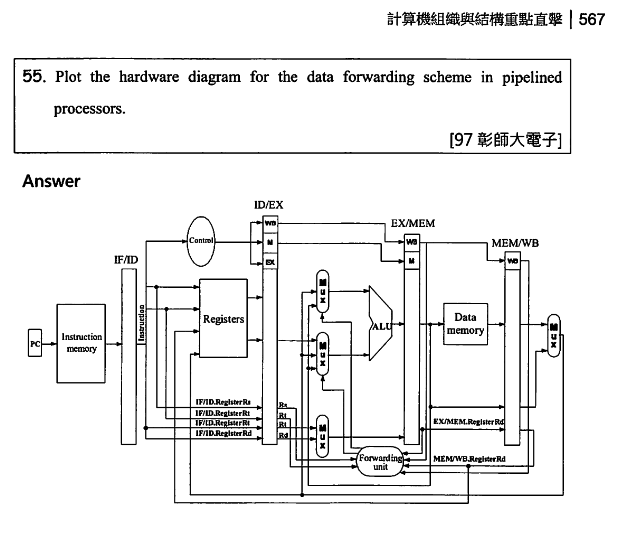 計算機組織與結構重點直擊 | 567
55. Plot the hardware diagram for the data forwarding scheme in pipelined
processors.
[97 彰師大電子]
Answer
ID/EX
EX/MEM
MEM/WB
IF/ID
WB
M
EX
Control
WB
M
WB
PC
Instruction
memory
Instruction
Registers
Mux
Mux
ALU
Data
memory
Mux
IF/ID.RegisterRs
IF/ID.RegisterRt
IF/ID.RegisterRt
IF/ID.RegisterRd
Rs
Rt
Rt
Rd
Mux
EX/MEM.RegisterRd
Forwarding
unit
MEM/WB.RegisterRd